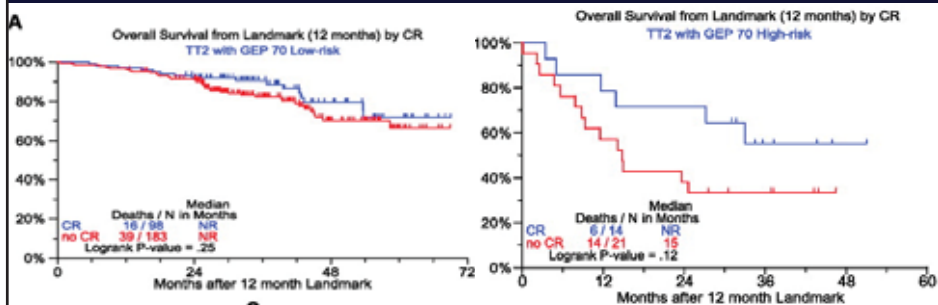 A
Overall Survival from Landmark (12 months) by CR
TT2 with GEP 70 Low-risk
100%
80%
60%
40%
20%
0%
Median
Deaths / N in Months
CR 16 / 98 NR
no CR 39 / 183 NR
Logrank P-value = .25
0 24 48 72
Months after 12 month Landmark
Overall Survival from Landmark (12 months) by CR
TT2 with GEP 70 High-risk
100%
80%
60%
40%
20%
0%
Median
Deaths / N in Months
CR 6 / 14 NR
no CR 14 / 21 15
Logrank P-value = .12
0 12 24 36 48 60
Months after 12 month Landmark